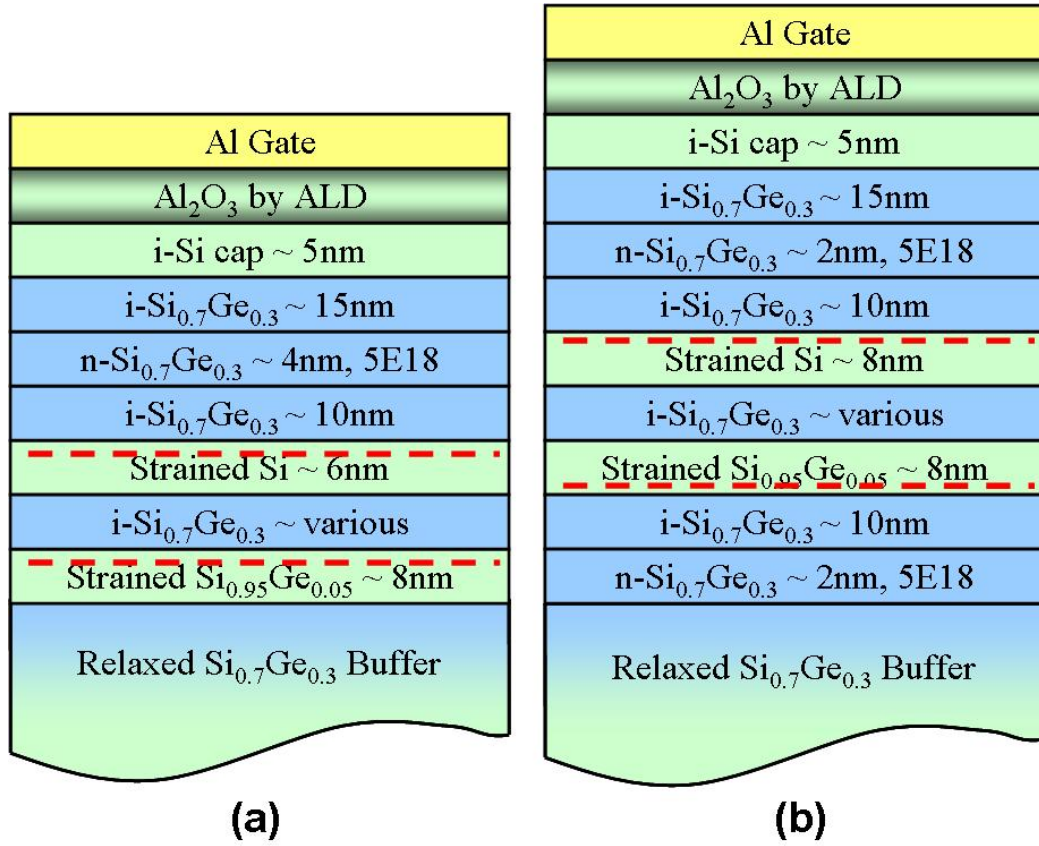 Al Gate
Al₂O₃ by ALD
i-Si cap ~ 5nm
i-Si₀.₇Ge₀.₃ ~ 15nm
n-Si₀.₇Ge₀.₃ ~ 4nm, 5E18
i-Si₀.₇Ge₀.₃ ~ 10nm
Strained Si ~ 6nm
i-Si₀.₇Ge₀.₃ ~ various
Strained Si₀.₉₅Ge₀.₀₅ ~ 8nm
Relaxed Si₀.₇Ge₀.₃ Buffer
(a)
Al Gate
Al₂O₃ by ALD
i-Si cap ~ 5nm
i-Si₀.₇Ge₀.₃ ~ 15nm
n-Si₀.₇Ge₀.₃ ~ 2nm, 5E18
i-Si₀.₇Ge₀.₃ ~ 10nm
Strained Si ~ 8nm
i-Si₀.₇Ge₀.₃ ~ various
Strained Si₀.₉₅Ge₀.₀₅ ~ 8nm
i-Si₀.₇Ge₀.₃ ~ 10nm
n-Si₀.₇Ge₀.₃ ~ 2nm, 5E18
Relaxed Si₀.₇Ge₀.₃ Buffer
(b)